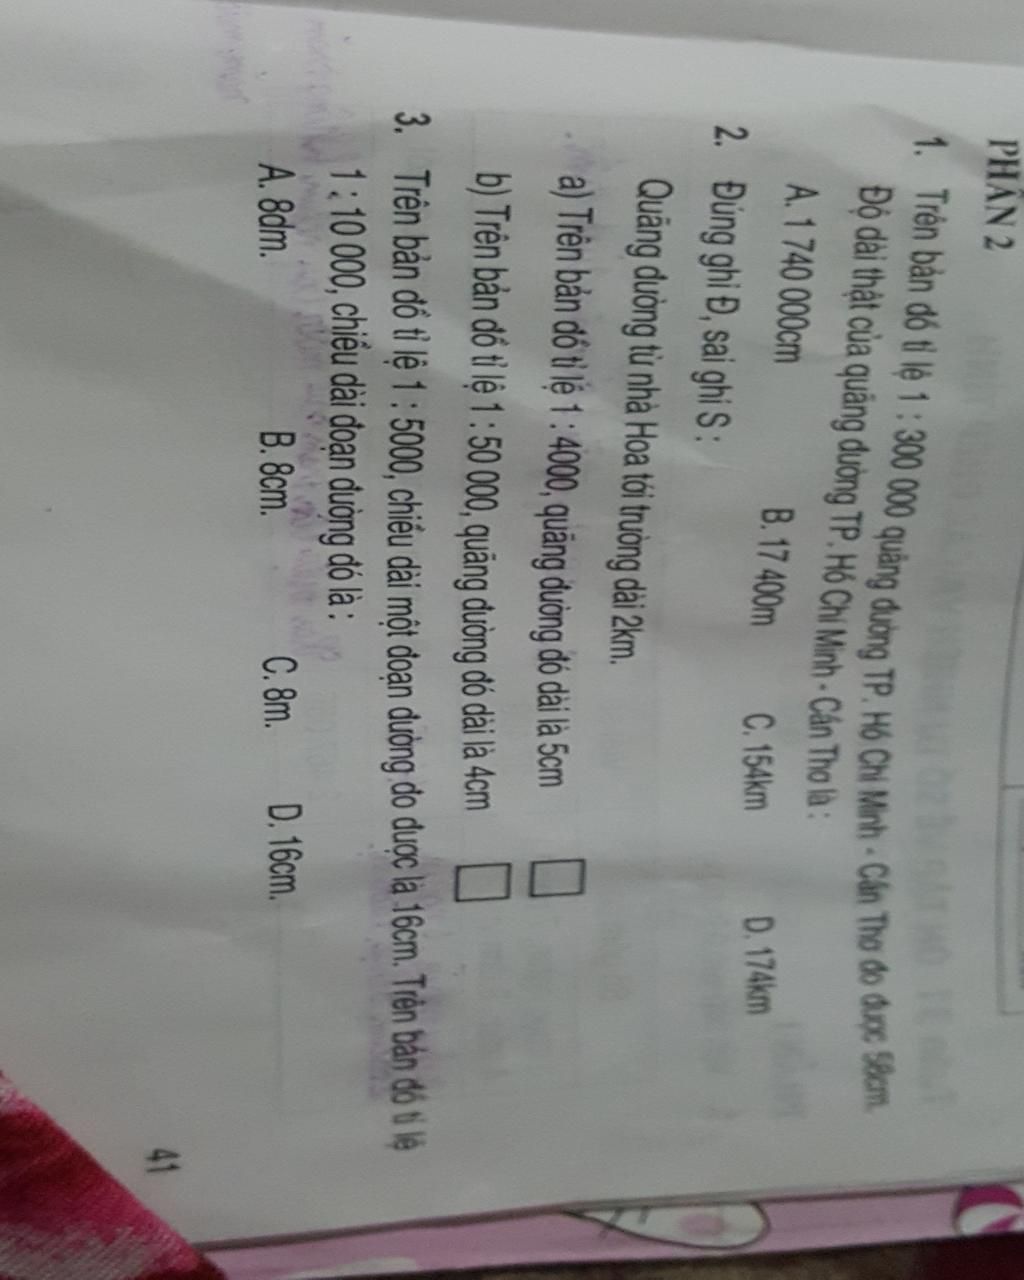 PHẦN 2
1. Trên bản đồ tỉ lệ 1 : 300 000 quãng đường TP. Hồ Chí Minh - Cần Thơ đo được 58cm.
Độ dài thật của quãng đường TP. Hồ Chí Minh - Cần Thơ là :
A. 1 740 000cm B. 17 400m C. 154km D. 174km
2. Đúng ghi Đ, sai ghi S :
Quãng đường từ nhà Hoa tới trường dài 2km.
a) Trên bản đồ tỉ lệ 1 : 4000, quãng đường đó dài là 5cm
b) Trên bản đồ tỉ lệ 1 : 50 000, quãng đường đó dài là 4cm
3. Trên bản đồ tỉ lệ 1 : 5000, chiều dài một đoạn đường đo được là 16cm. Trên bản đồ tỉ lệ
1 : 10 000, chiều dài đoạn đường đó là :
A. 8dm. B. 8cm. C. 8m. D. 16cm.
41